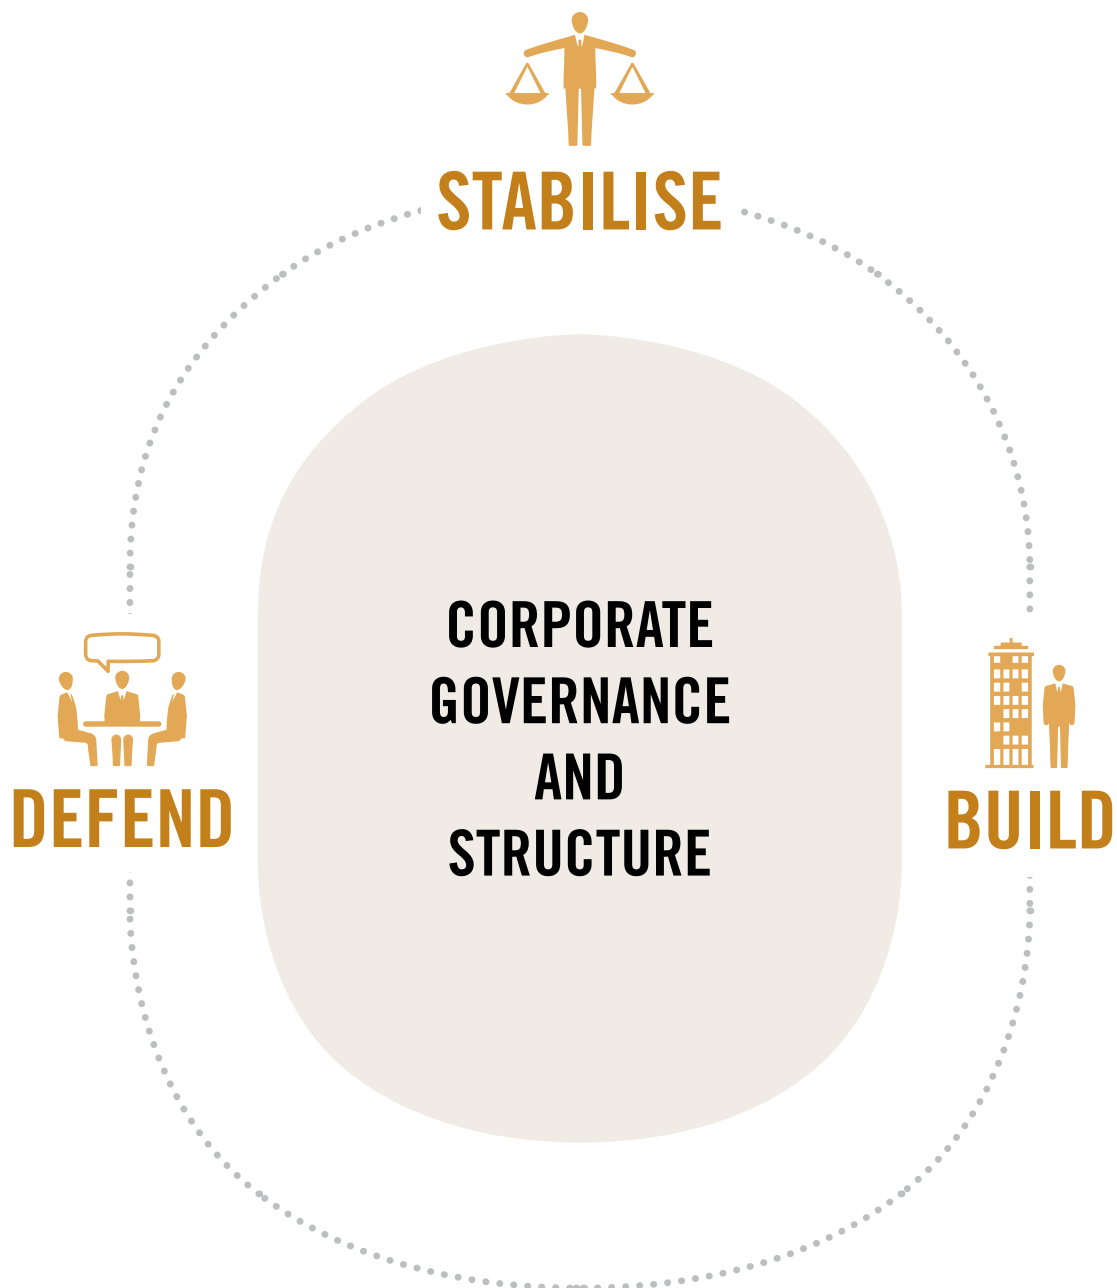 STABILISE
CORPORATE
GOVERNANCE
AND
STRUCTURE
DEFEND
BUILD